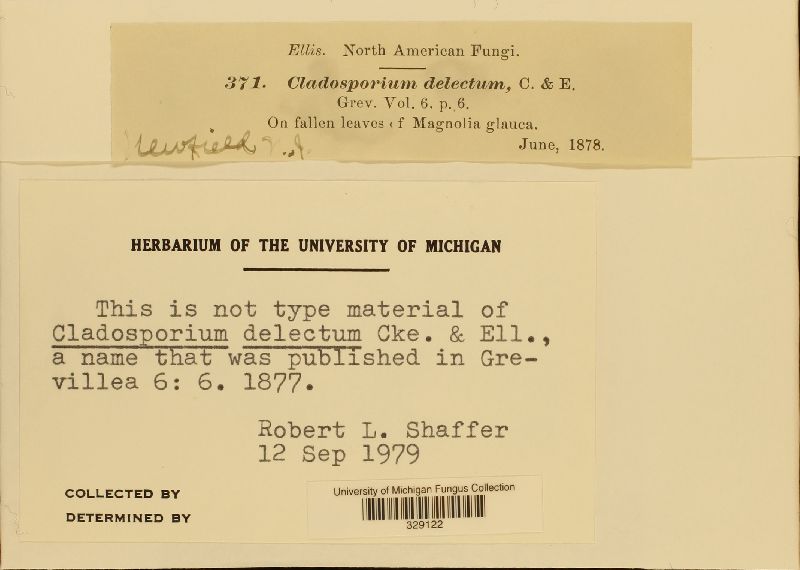 Ellis. North American Fungi.
371. Cladosporium delectum, C. & E.
Grev. Vol. 6. p. 6.
On fallen leaves of Magnolia glauca.
June, 1878.
Newfield N.J.
HERBARIUM OF THE UNIVERSITY OF MICHIGAN
This is not type material of
Cladosporium delectum Cke. & Ell.,
a name that was published in Gre-
villea 6: 6. 1877.
Robert L. Shaffer
12 Sep 1979
COLLECTED BY
DETERMINED BY
University of Michigan Fungus Collection
329122